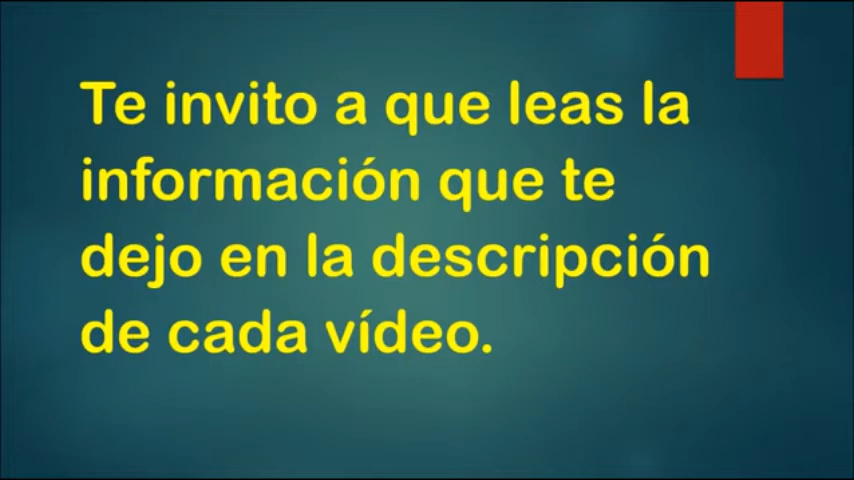 Te invito a que leas la
información que te
dejo en la descripción
de cada vídeo.